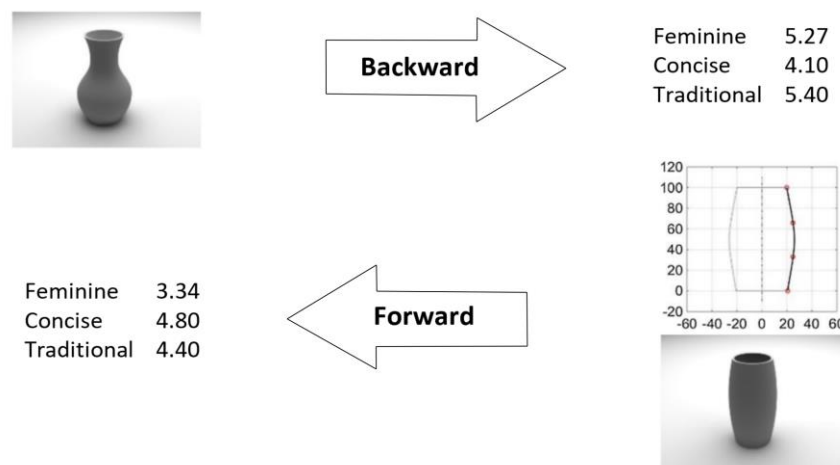 Backward
Feminine 5.27
Concise 4.10
Traditional 5.40
120
100
80
60
40
20
0
-20
-60 -40 -20 0 20 40 60
Feminine 3.34
Concise 4.80
Traditional 4.40
Forward